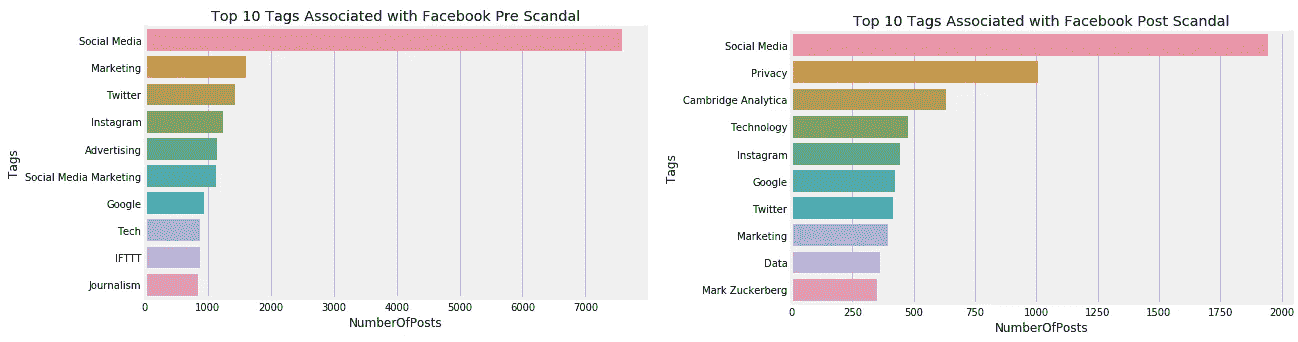 Top 10 Tags Associated with Facebook Pre Scandal
Tags
Social Media
Marketing
Twitter
Instagram
Advertising
Social Media Marketing
Google
Tech
IFTTT
Journalism
0 1000 2000 3000 4000 5000 6000 7000
NumberOfPosts
Top 10 Tags Associated with Facebook Post Scandal
Tags
Social Media
Privacy
Cambridge Analytica
Technology
Instagram
Google
Twitter
Marketing
Data
Mark Zuckerberg
0 250 500 750 1000 1250 1500 1750 2000
NumberOfPosts